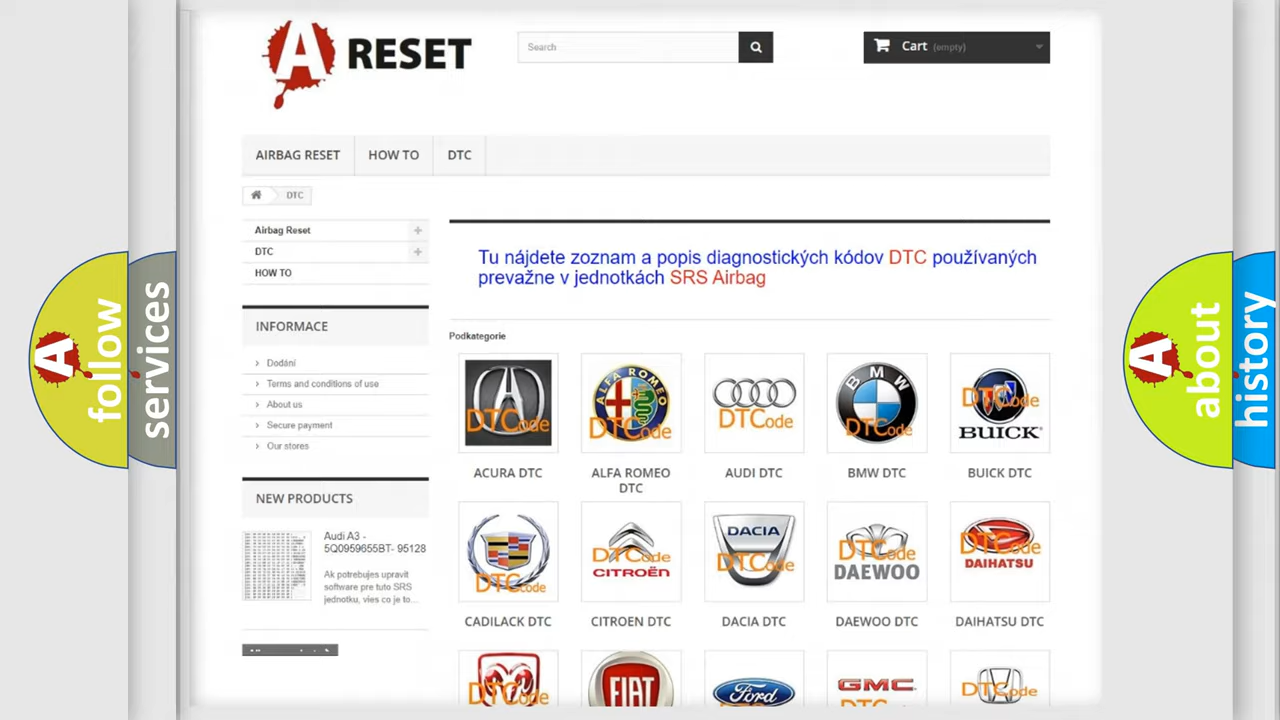 A RESET
Search
Cart (empty)
AIRBAG RESET
HOW TO
DTC
DTC
Airbag Reset
DTC
HOW TO
Tu nájdete zoznam a popis diagnostických kódov DTC používaných
prevažne v jednotkách SRS Airbag
INFORMACE
Dodání
Terms and conditions of use
About us
Secure payment
Our stores
NEW PRODUCTS
Audi A3 -
5Q0959655BT- 95128
Ak potrebujes upravit
software pre tuto SRS
jednotku, vies co je to...
Podkategorie
DTCode
ALFA ROMEO
DTCode
DTCode
BMW
DTCode
DTCode
BUICK
ACURA DTC
ALFA ROMEO
DTC
AUDI DTC
BMW DTC
BUICK DTC
DTCode
DTCode
CITROËN
DACIA
DTCode
DTCode
DAEWOO
DTCode
DAIHATSU
CADILACK DTC
CITROEN DTC
DACIA DTC
DAEWOO DTC
DAIHATSU DTC
DTCode
FIAT
Ford
GMC
DTCode
A follow
services
A about
history